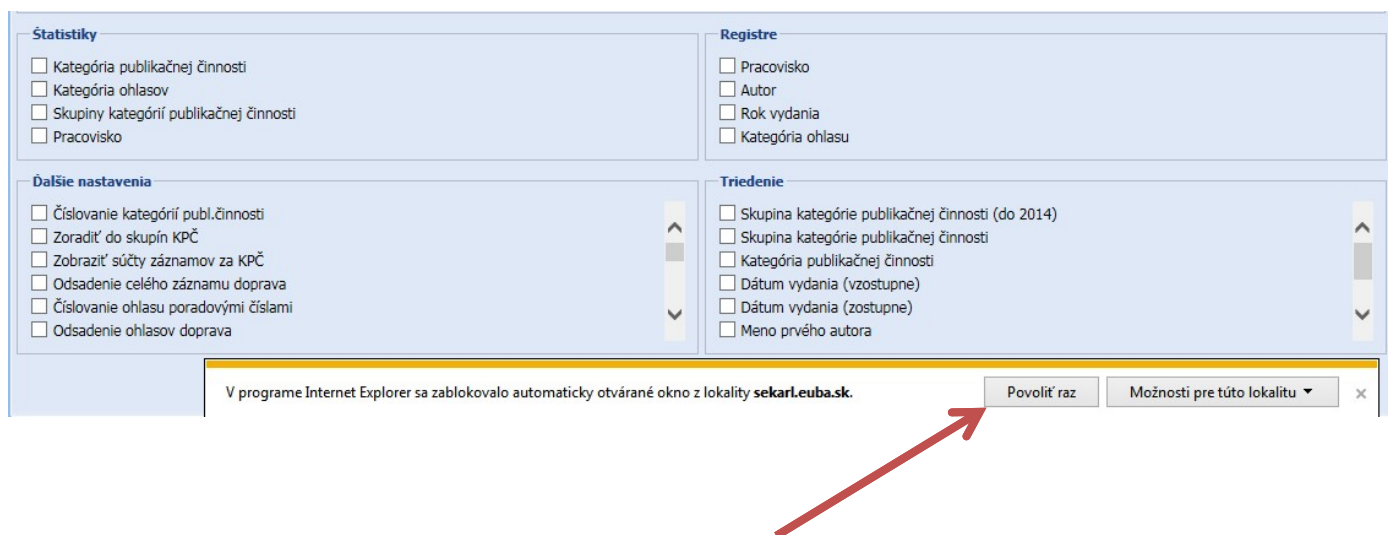 Štatistiky
Kategória publikačnej činnosti
Kategória ohlasov
Skupiny kategórií publikačnej činnosti
Pracovisko
Registre
Pracovisko
Autor
Rok vydania
Kategória ohlasu
Ďalšie nastavenia
Číslovanie kategórií publ.činnosti
Zoradiť do skupín KPČ
Zobraziť súčty záznamov za KPČ
Odsadenie celého záznamu doprava
Číslovanie ohlasu poradovými číslami
Odsadenie ohlasov doprava
Triedenie
Skupina kategórie publikačnej činnosti (do 2014)
Skupina kategórie publikačnej činnosti
Kategória publikačnej činnosti
Dátum vydania (vzostupne)
Dátum vydania (zostupne)
Meno prvého autora
V programe Internet Explorer sa zablokovalo automaticky otvárané okno z lokality sekarl.euba.sk.
Povoliť raz
Možnosti pre túto lokalitu